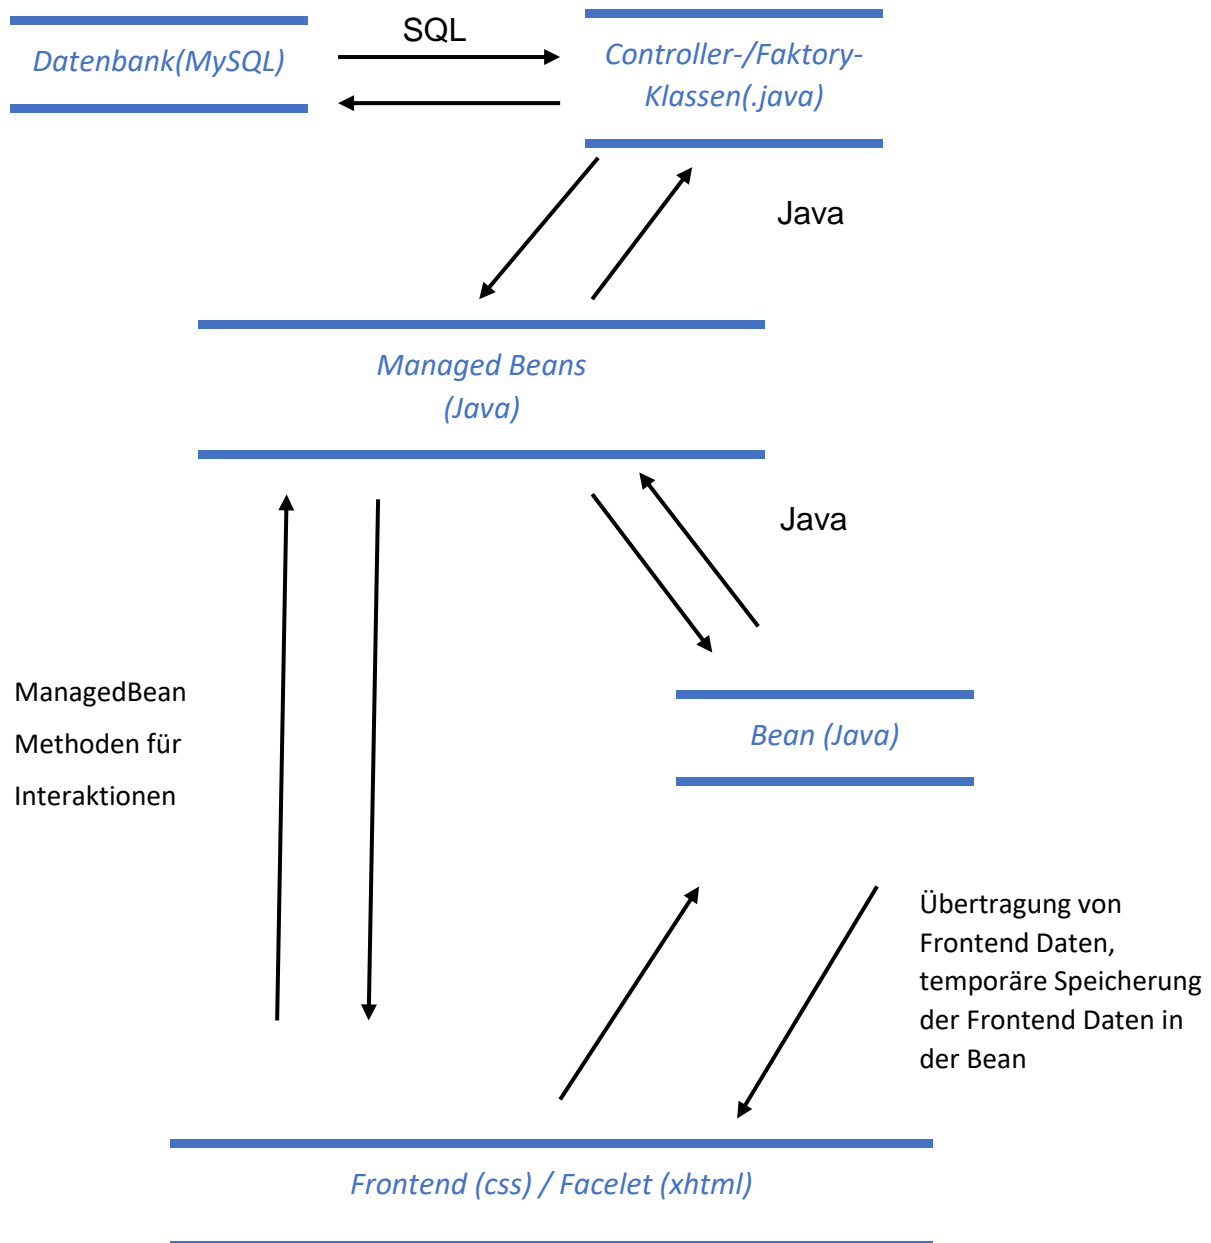 SQL
Datenbank(MySQL)
Controller-/Faktory-
Klassen(.java)
Java
Managed Beans
(Java)
Java
ManagedBean
Methoden für
Interaktionen
Bean (Java)
Übertragung von
Frontend Daten,
temporäre Speicherung
der Frontend Daten in
der Bean
Frontend (css) / Facelet (xhtml)